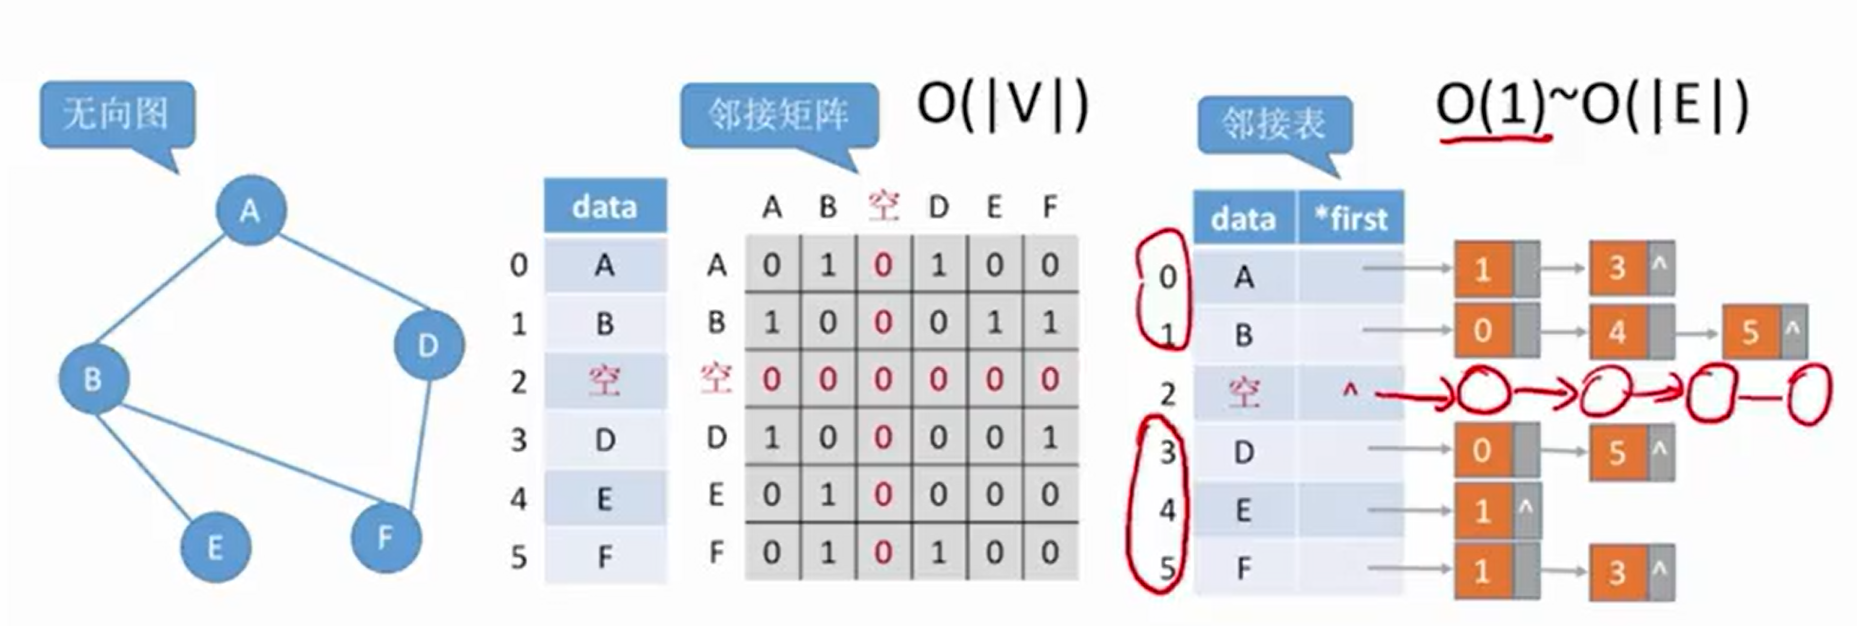 无向图
A
B
D
E
F
data
0 A
1 B
2 空
3 D
4 E
5 F
邻接矩阵
O(|V|)
A B 空 D E F
A 0 1 0 1 0 0
B 1 0 0 0 1 1
空 0 0 0 0 0 0
D 1 0 0 0 0 1
E 0 1 0 0 0 0
F 0 1 0 1 0 0
邻接表
O(1)~O(|E|)
data *first
0 A 1 3 ^
1 B 0 4 5 ^
2 空 ^
3 D 0 5 ^
4 E 1 ^
5 F 1 3 ^